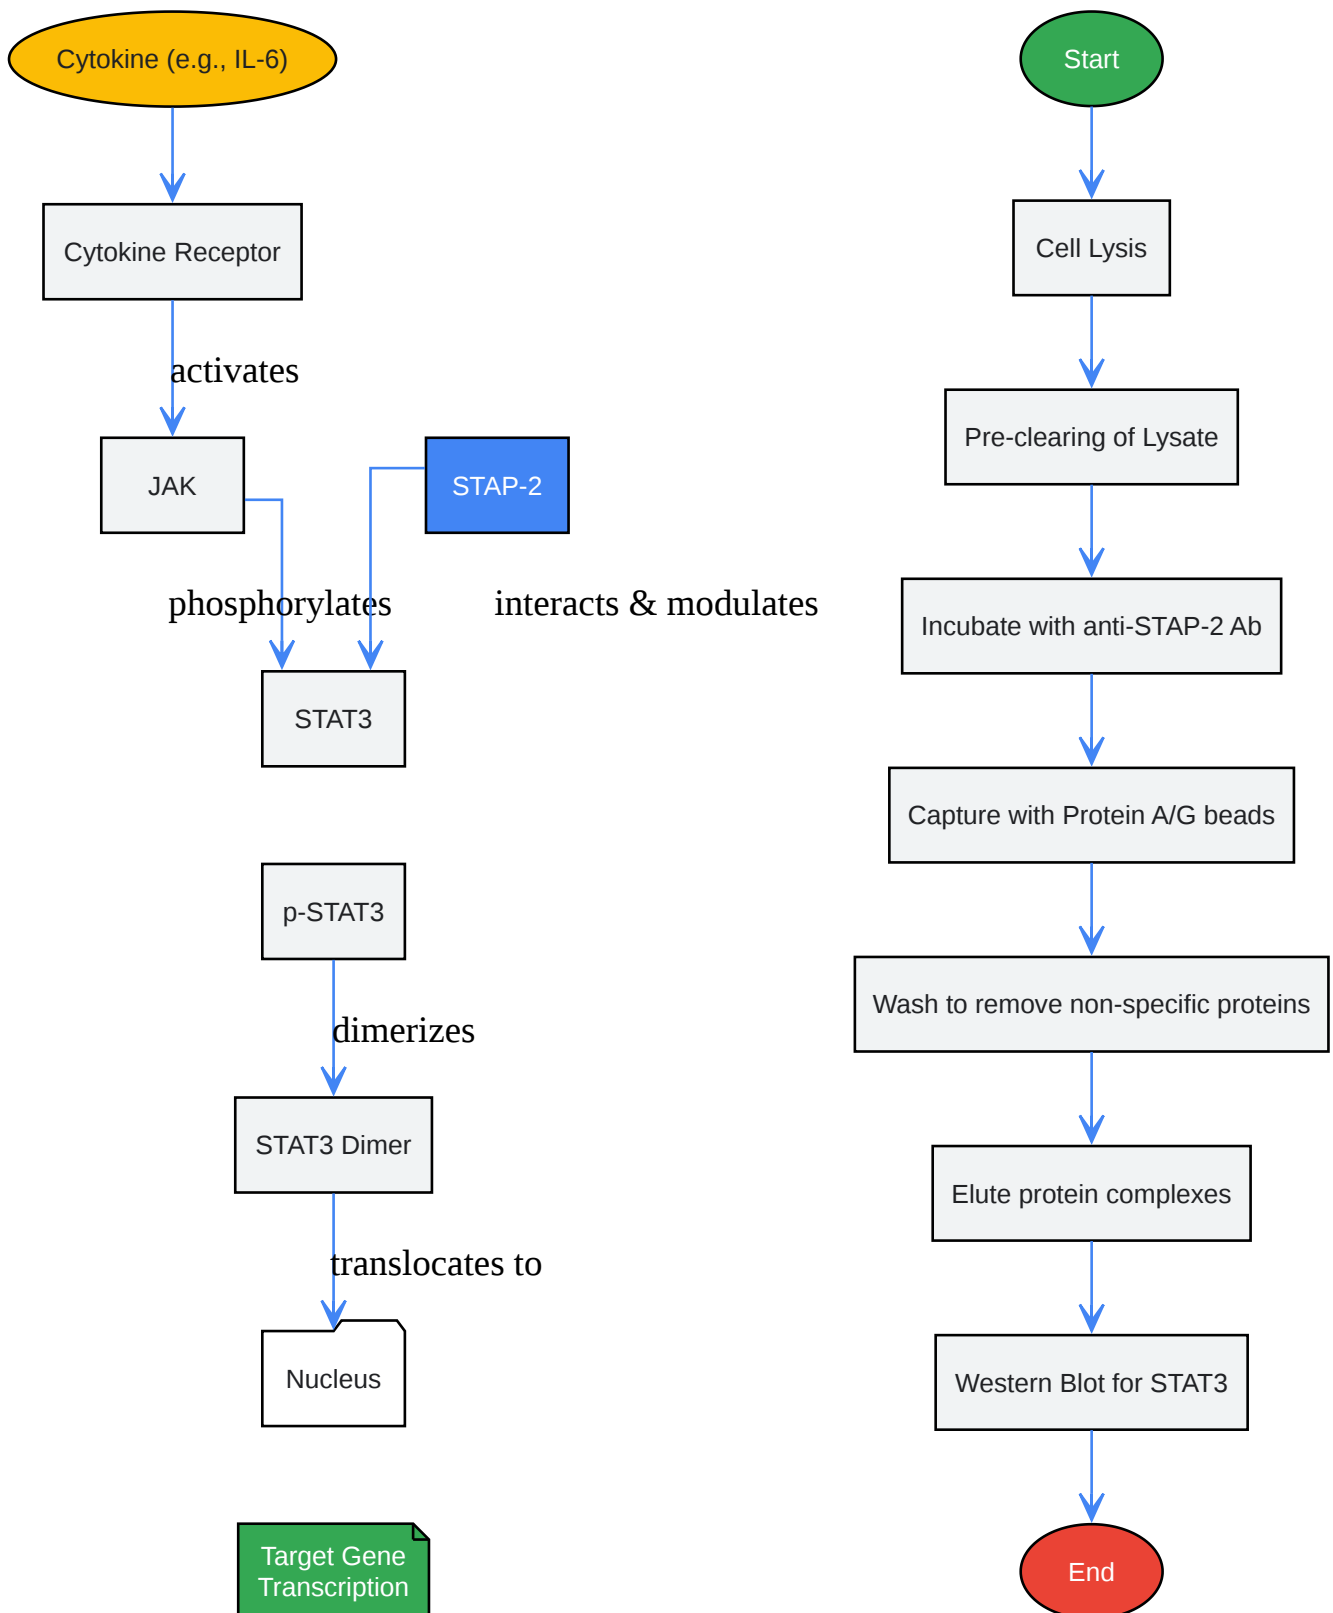 Cytokine (e.g., IL-6)
Cytokine Receptor
activates
JAK
STAP-2
phosphorylates
interacts & modulates
STAT3
p-STAT3
dimerizes
STAT3 Dimer
translocates to
Nucleus
Target Gene
Transcription
Start
Cell Lysis
Pre-clearing of Lysate
Incubate with anti-STAP-2 Ab
Capture with Protein A/G beads
Wash to remove non-specific proteins
Elute protein complexes
Western Blot for STAT3
End